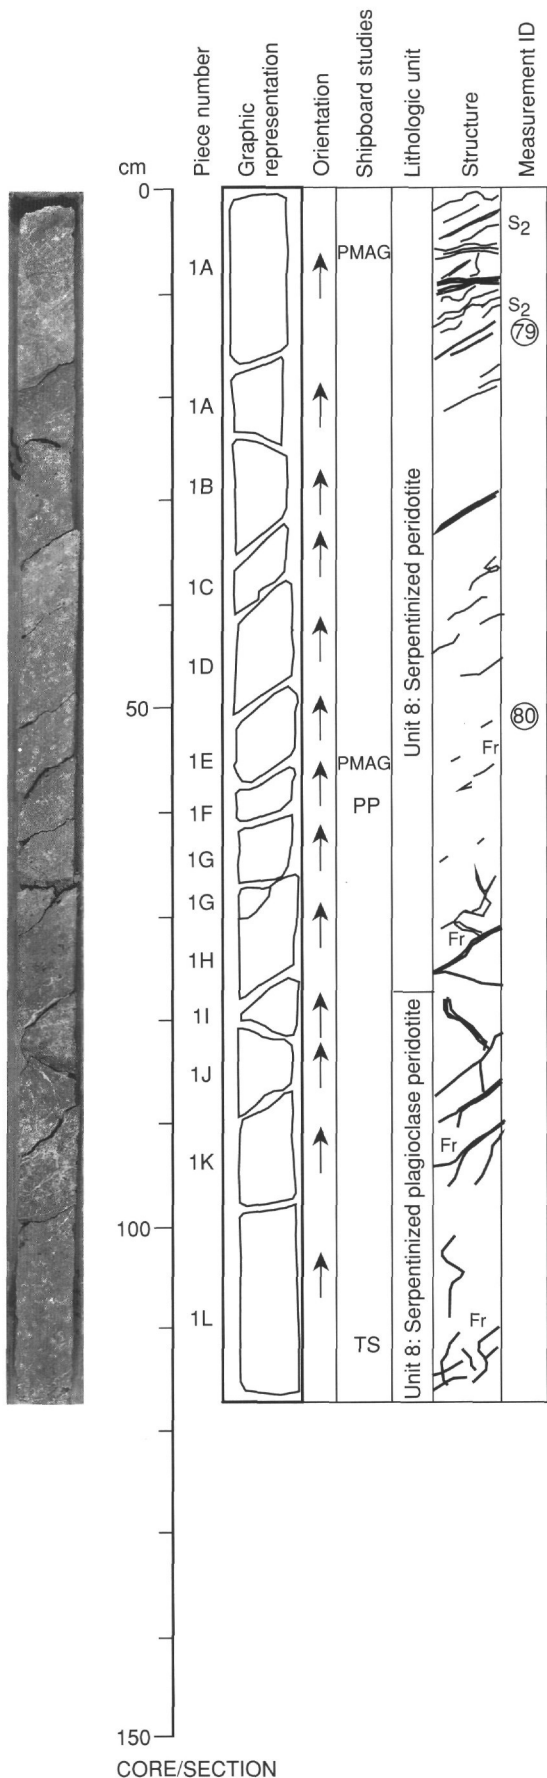 cm
Piece number
Graphic
representation
Orientation
Shipboard studies
Lithologic unit
Structure
Measurement ID
0
50
100
150
1A
1A
1B
1C
1D
1E
1F
1G
1G
1H
1I
1J
1K
1L
PMAG
PMAG
PP
TS
Unit 8: Serpentinized peridotite
Unit 8: Serpentinized plagioclase peridotite
S2
S2
79
80
Fr
Fr
Fr
Fr
CORE/SECTION